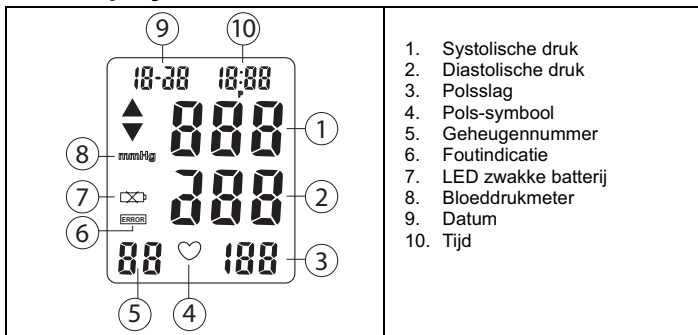 9 10
18-38 18:88
P
888 1
8 mmHg
7 388 2
6 ERROR
88 188 3
5 4
1. Systolische druk
2. Diastolische druk
3. Polsslag
4. Pols-symbool
5. Geheugennummer
6. Foutindicatie
7. LED zwakke batterij
8. Bloeddrukmeter
9. Datum
10. Tijd